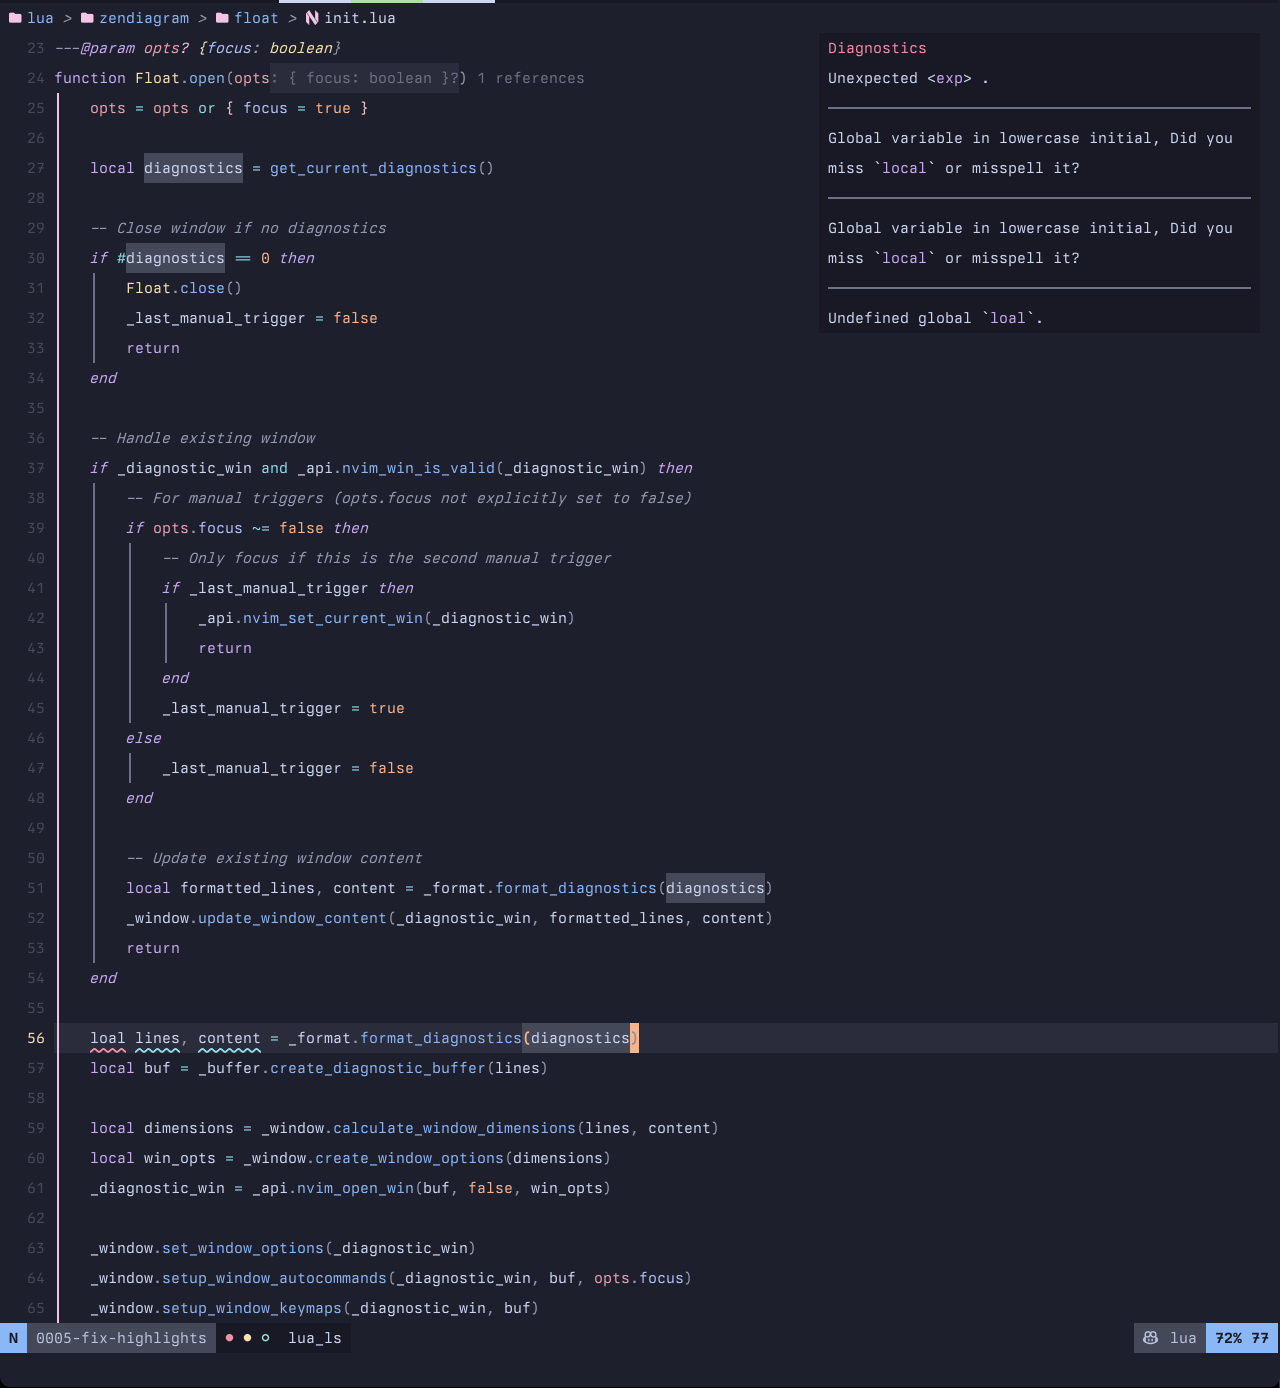 lua > zendiagram > float > init.lua
23 ---@param opts? {focus: boolean}
24 function Float.open(opts: { focus: boolean }?) 1 references
25 opts = opts or { focus = true }
26
27 local diagnostics = get_current_diagnostics()
28
29 -- Close window if no diagnostics
30 if #diagnostics == 0 then
31 Float.close()
32 _last_manual_trigger = false
33 return
34 end
35
36 -- Handle existing window
37 if _diagnostic_win and _api.nvim_win_is_valid(_diagnostic_win) then
38 -- For manual triggers (opts.focus not explicitly set to false)
39 if opts.focus ~= false then
40 -- Only focus if this is the second manual trigger
41 if _last_manual_trigger then
42 _api.nvim_set_current_win(_diagnostic_win)
43 return
44 end
45 _last_manual_trigger = true
46 else
47 _last_manual_trigger = false
48 end
49
50 -- Update existing window content
51 local formatted_lines, content = _format.format_diagnostics(diagnostics)
52 _window.update_window_content(_diagnostic_win, formatted_lines, content)
53 return
54 end
55
56 loal lines, content = _format.format_diagnostics(diagnostics)
57 local buf = _buffer.create_diagnostic_buffer(lines)
58
59 local dimensions = _window.calculate_window_dimensions(lines, content)
60 local win_opts = _window.create_window_options(dimensions)
61 _diagnostic_win = _api.nvim_open_win(buf, false, win_opts)
62
63 _window.set_window_options(_diagnostic_win)
64 _window.setup_window_autocommands(_diagnostic_win, buf, opts.focus)
65 _window.setup_window_keymaps(_diagnostic_win, buf)
Diagnostics
Unexpected <exp> .
Global variable in lowercase initial, Did you
miss `local` or misspell it?
Global variable in lowercase initial, Did you
miss `local` or misspell it?
Undefined global `loal`.
N 0005-fix-highlights lua_ls lua 72% 77